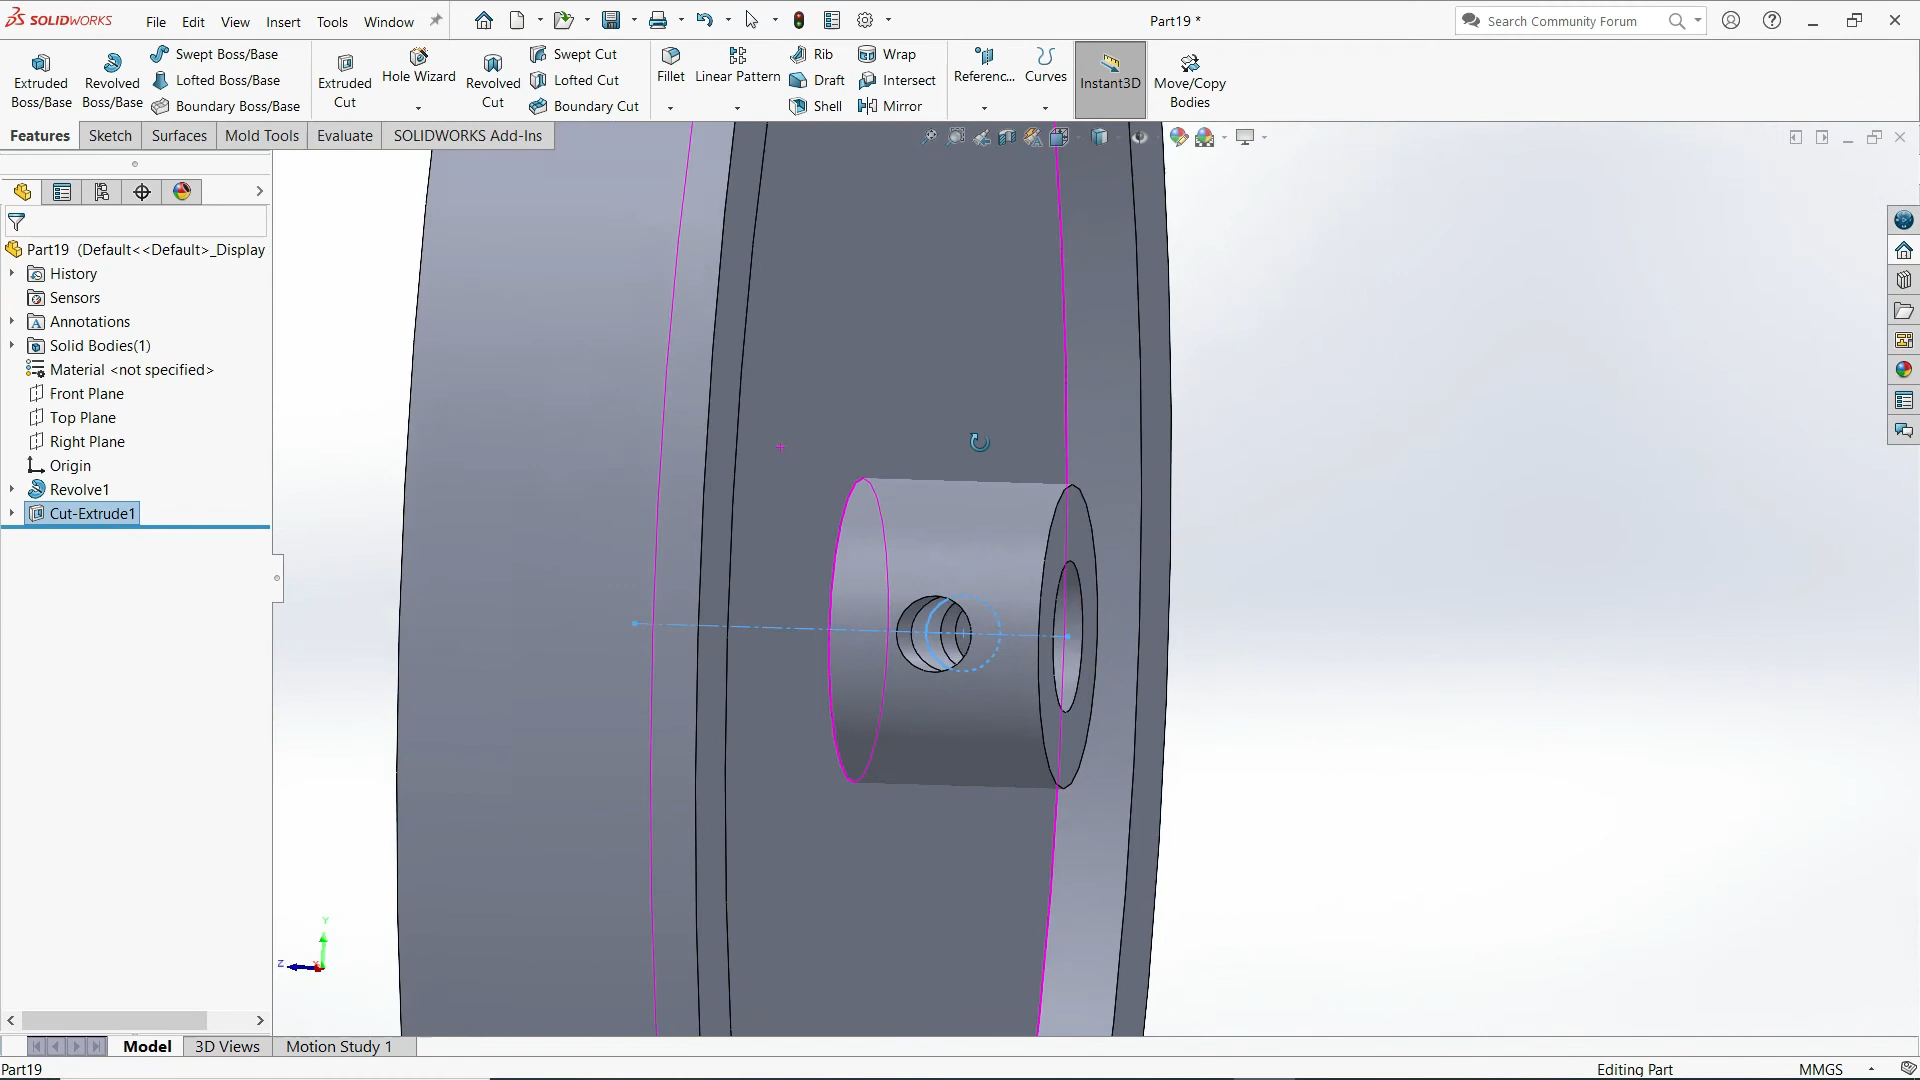 SOLIDWORKS File Edit View Insert Tools Window Part19 * Search Community Forum
Extruded Boss/Base
Revolved Boss/Base
Swept Boss/Base
Lofted Boss/Base
Boundary Boss/Base
Extruded Cut
Hole Wizard
Revolved Cut
Swept Cut
Lofted Cut
Boundary Cut
Fillet
Linear Pattern
Rib
Draft
Shell
Wrap
Intersect
Mirror
Referenc...
Curves
Instant3D
Move/Copy Bodies
Features Sketch Surfaces Mold Tools Evaluate SOLIDWORKS Add-Ins
Part19 (Default<<Default>_Display
History
Sensors
Annotations
Solid Bodies(1)
Material <not specified>
Front Plane
Top Plane
Right Plane
Origin
Revolve1
Cut-Extrude1
Y
Z
X
Model 3D Views Motion Study 1
Part19 Editing Part MMGS